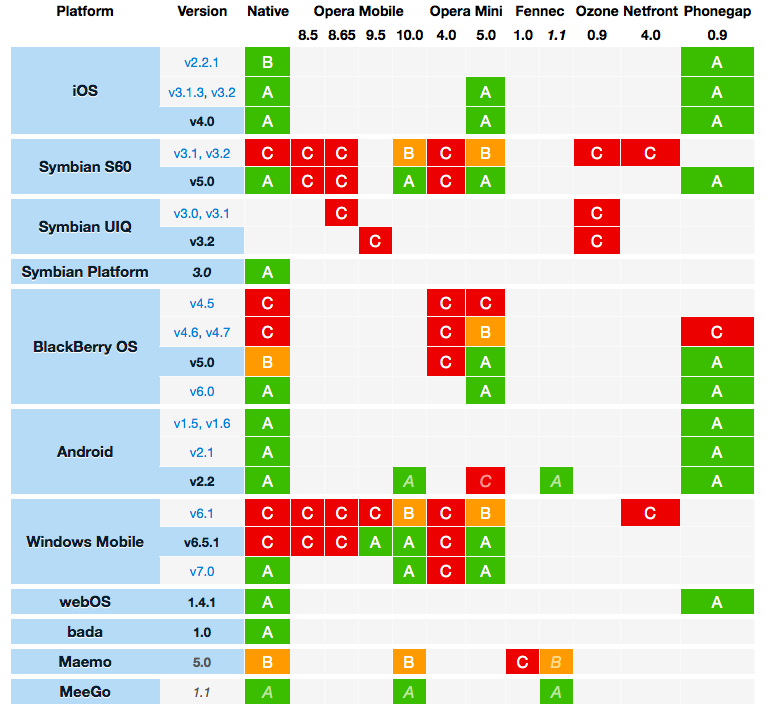 Platform Version Native Opera Mobile Opera Mini Fennec Ozone Netfront Phonegap
8.5 8.65 9.5 10.0 4.0 5.0 1.0 1.1 0.9 4.0 0.9
v2.2.1 B A
iOS v3.1.3, v3.2 A A A
v4.0 A A A
v3.1, v3.2 C C C B C B C C
Symbian S60
v5.0 A C C A C A A
v3.0, v3.1 C C
Symbian UIQ
v3.2 C C
Symbian Platform 3.0 A
v4.5 C C C
v4.6, v4.7 C C B C
BlackBerry OS
v5.0 B C A A
v6.0 A A A
v1.5, v1.6 A A
Android v2.1 A A
v2.2 A A C A A
v6.1 C C C C B C B C
Windows Mobile v6.5.1 C C C A A C A
v7.0 A A C A
webOS 1.4.1 A A
bada 1.0 A
Maemo 5.0 B B C B
MeeGo 1.1 A A A